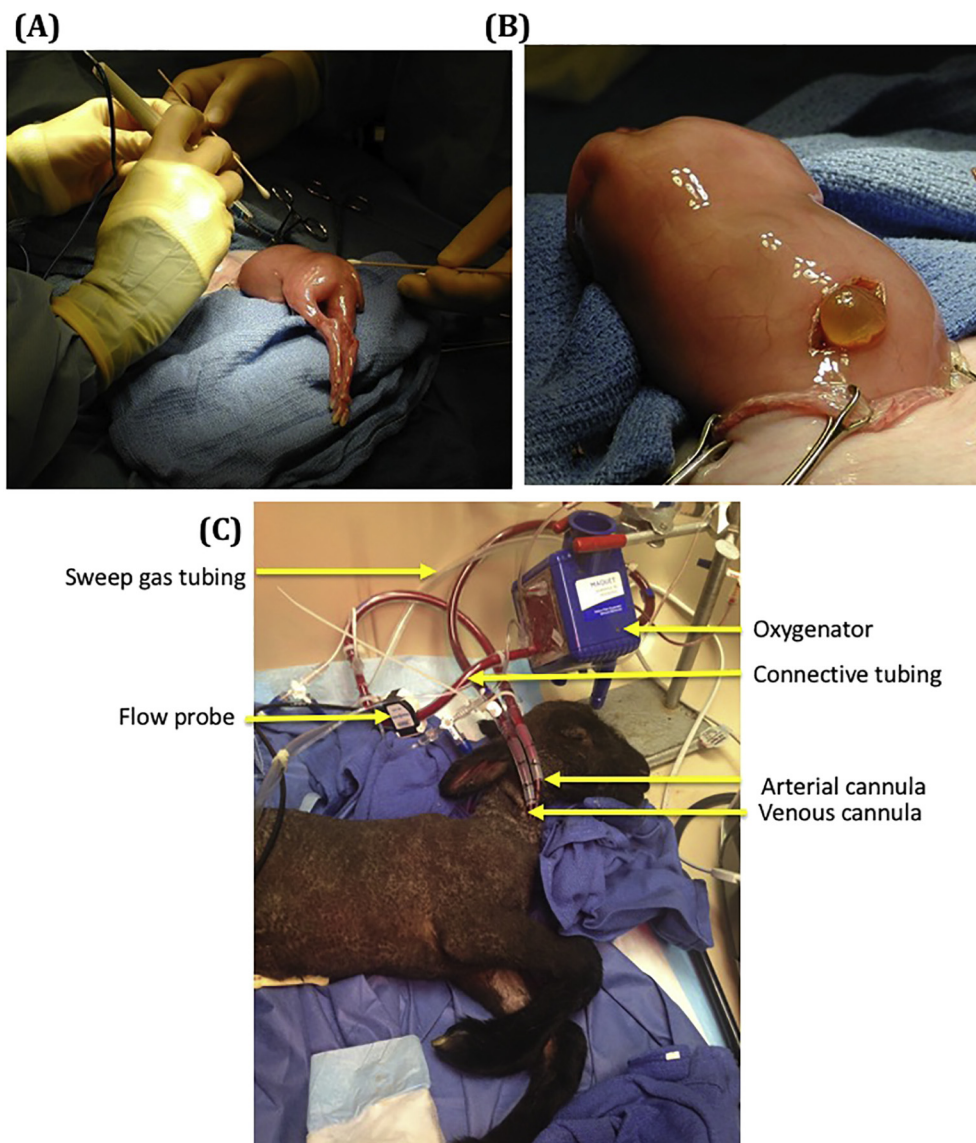 (A)
(B)
(C)
Sweep gas tubing
MAQUET
Oxygenator
Connective tubing
Flow probe
Arterial cannula
Venous cannula